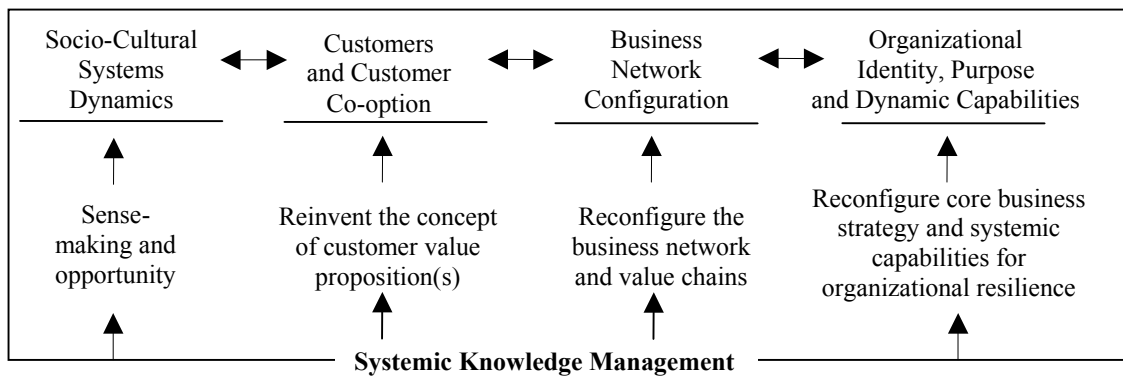 Socio-Cultural
Systems
Dynamics
Customers
and Customer
Co-option
Business
Network
Configuration
Organizational
Identity, Purpose
and Dynamic Capabilities
Sense-
making and
opportunity
Reinvent the concept
of customer value
proposition(s)
Reconfigure the
business network
and value chains
Reconfigure core business
strategy and systemic
capabilities for
organizational resilience
Systemic Knowledge Management